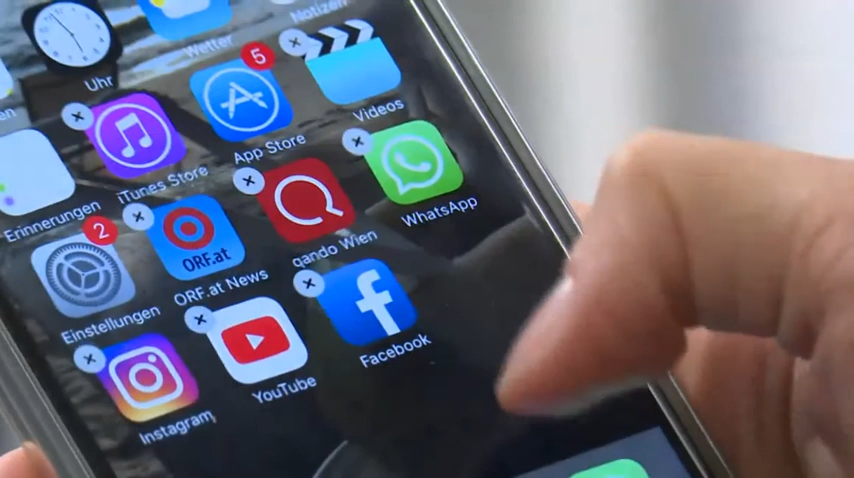 Uhr
Wetter
Notizen
en
iTunes Store
5
App Store
Videos
Erinnerungen
2
ORF.at
ORF.at News
qando Wien
WhatsApp
Einstellungen
Instagram
YouTube
Facebook